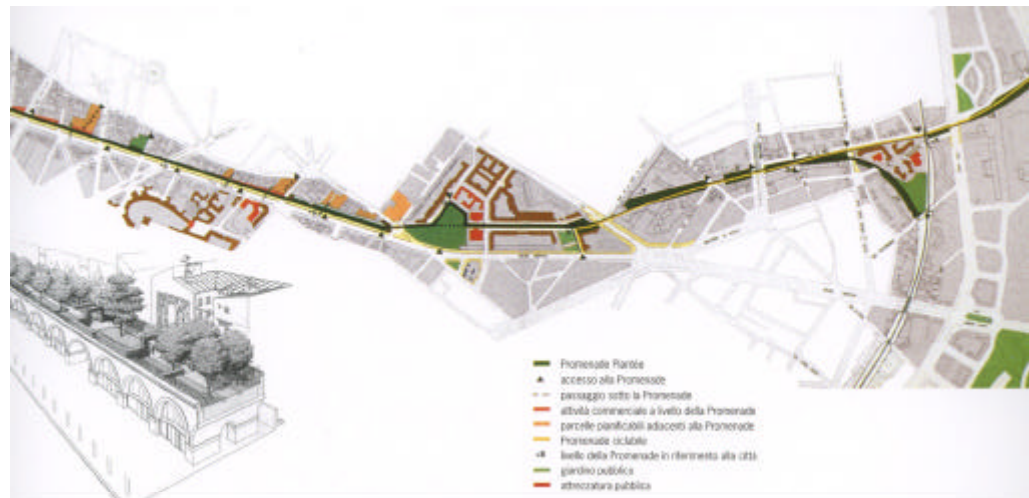 Promenade Plantée
accesso alla Promenade
passaggio sotto la Promenade
attività commerciale a livello della Promenade
parcelle pianificabili adiacenti alla Promenade
Promenade ciclabile
livello della Promenade in riferimento alla città
giardino pubblico
attrezzatura pubblica